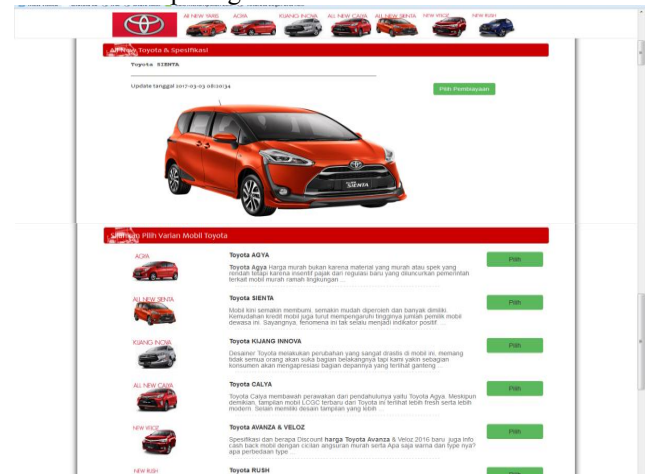 ALL NEW YARIS AGYA KIJANG INOVA ALL NEW CALYA ALL NEW SIENTA NEW VELOZ NEW RUSH
All New Toyota & Spesifikasi
Toyota SIENTA
Update tanggal 2017-03-03 08:20:34
Pilih Pembayaan
SIENTA
Silahkan Pilih Varian Mobil Toyota
AGYA
Toyota AGYA
Pilih
Toyota Agya Harga murah bukan karena material yang murah atau spek yang
rendah tetapi karena insentif pajak dan regulasi baru yang diluncurkan pemerintah
terkait mobil murah ramah lingkungan ...
ALL NEW SIENTA
Toyota SIENTA
Pilih
Mobil kini semakin membumi, semakin mudah diperoleh dan banyak dimiliki.
Kemudahan kredit mobil juga turut mempengaruhi tingginya jumlah pemilik mobil
dewasa ini. Sayangnya, fenomena ini tak selalu menjadi indikator positif ...
KIJANG INOVA
Toyota KIJANG INNOVA
Pilih
Desainer Toyota melakukan perubahan yang sangat drastis di mobil ini, memang
tidak semua orang akan suka bagian belakangnya tapi kami yakin sebagian
konsumen akan mengapresiasi bagian depannya yang terlihat ganteng ...
ALL NEW CALYA
Toyota CALYA
Pilih
Toyota Calya membawah perawakan dari pendahulunya yaitu Toyota Agya. Meskipun
demikian, tampilan mobil LCGC terbaru dari Toyota ini terlihat lebih fresh serta lebih
modern. Selain memiliki desain tampilan yang lebih ...
NEW VELOZ
Toyota AVANZA & VELOZ
Pilih
Spesifikasi dan berapa Discount harga Toyota Avanza & Veloz 2016 baru juga info
cash back mobil dengan cicilan angsuran murah serta Apa saja warna dan type nya?
apa perbedaan type ...
NEW RUSH
Toyota RUSH